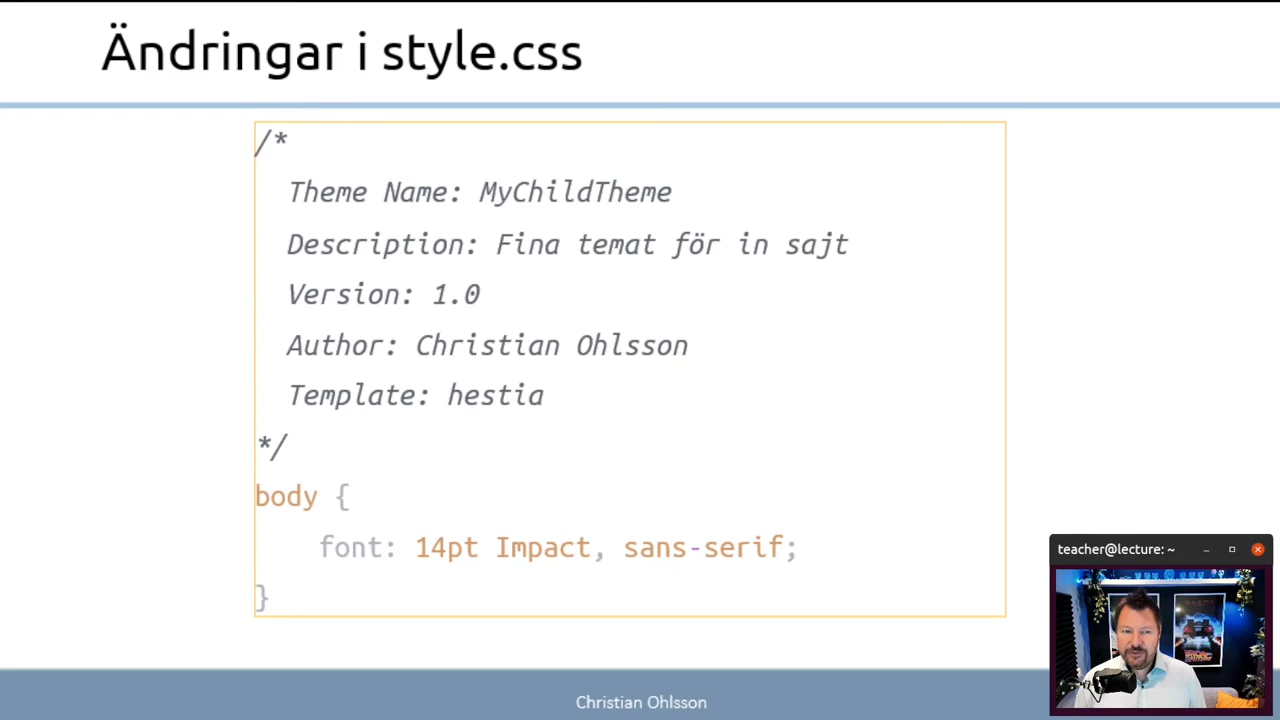 Ändringar i style.css
/*
Theme Name: MyChildTheme
Description: Fina temat för in sajt
Version: 1.0
Author: Christian Ohlsson
Template: hestia
*/
body {
font: 14pt Impact, sans-serif;
}
teacher@lecture: ~
Christian Ohlsson